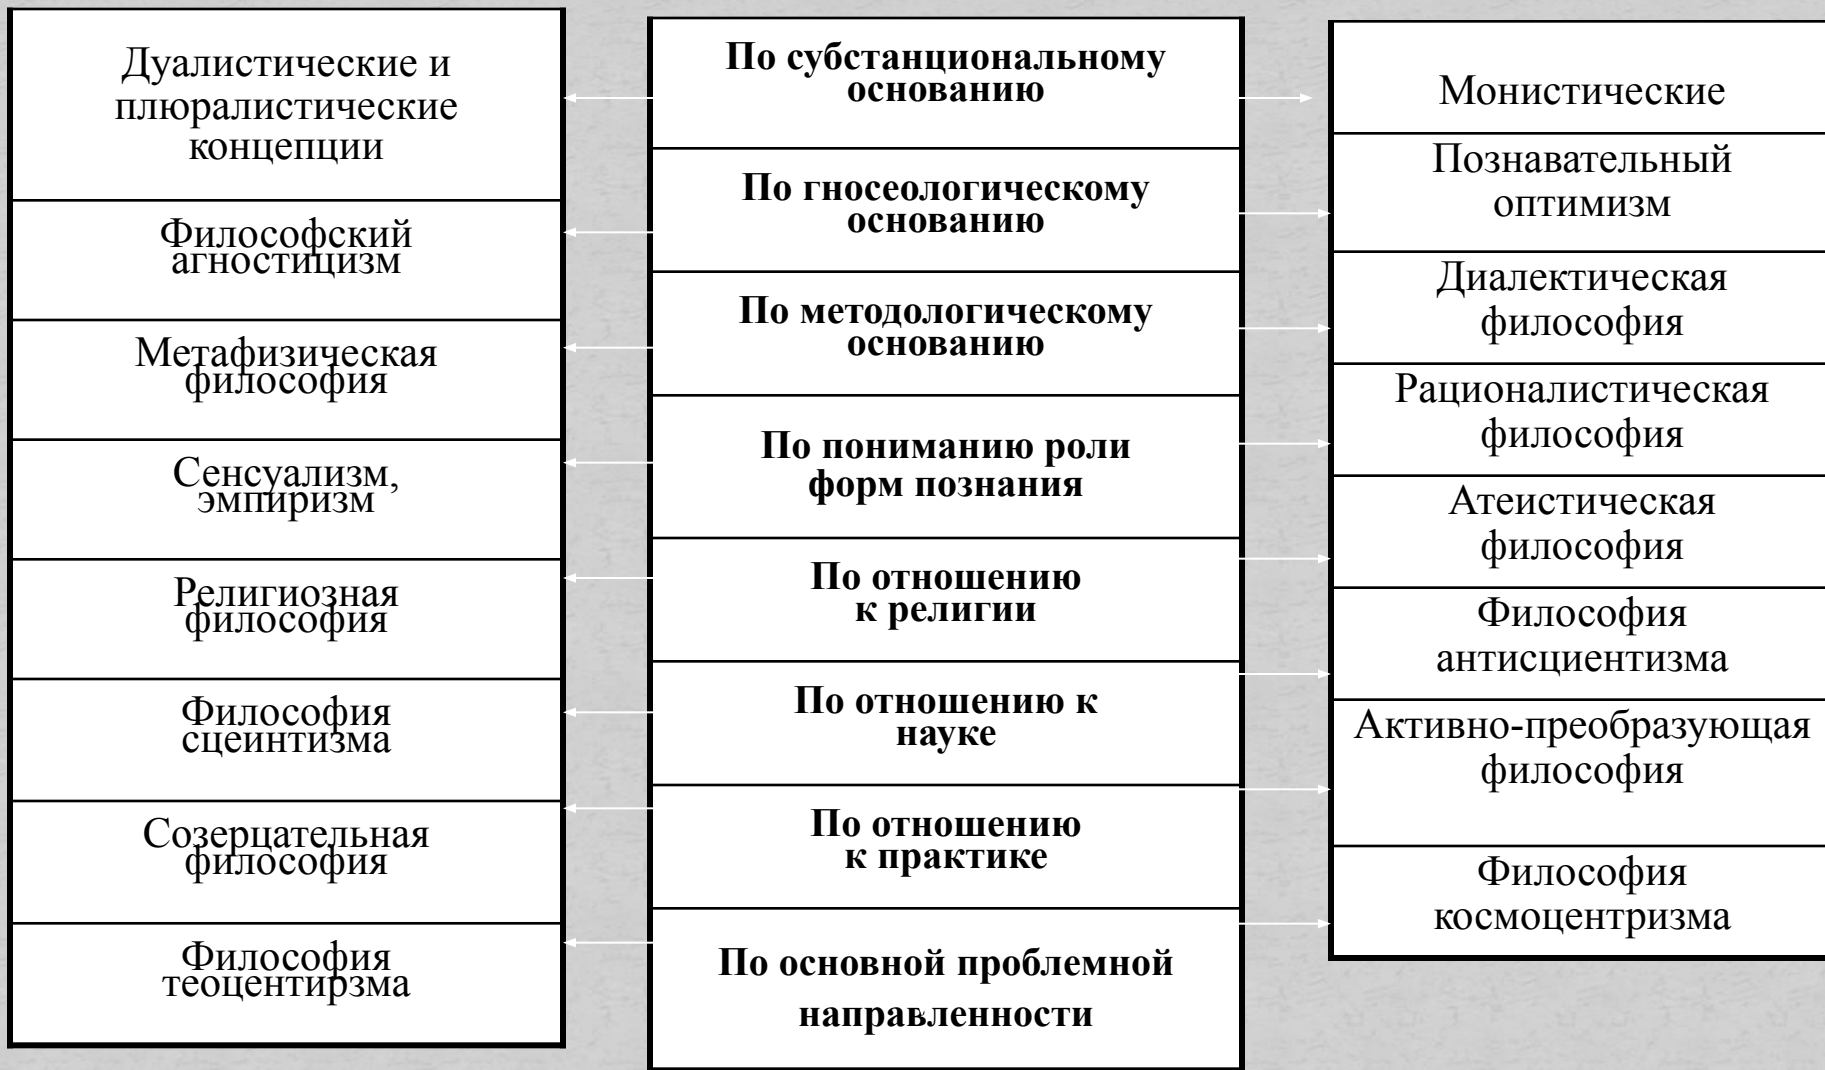 Дуалистические и
плюралистические
концепции
Философский
агностицизм
Метафизическая
философия
Сенсуализм,
эмпиризм
Религиозная
философия
Философия
сцеинтизма
Созерцательная
философия
Философия
теоцентирзма
По субстанциональному
основанию
По гносеологическому
основанию
По методологическому
основанию
По пониманию роли
форм познания
По отношению
к религии
По отношению к
науке
По отношению
к практике
По основной проблемной
направленности
Монистические
Познавательный
оптимизм
Диалектическая
философия
Рационалистическая
философия
Атеистическая
философия
Философия
антисциентизма
Активно-преобразующая
философия
Философия
космоцентризма